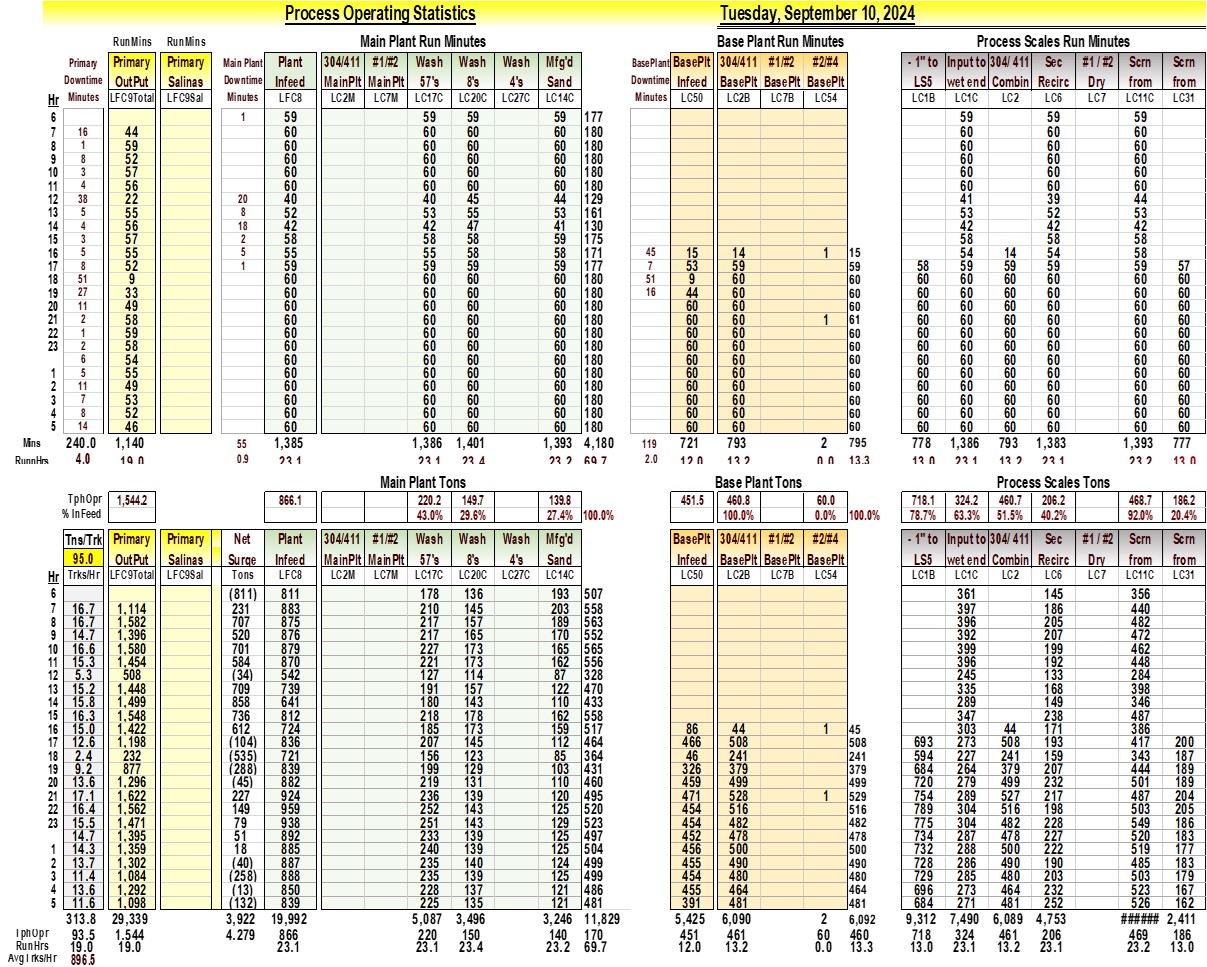 Process Operating Statistics Tuesday, September 10, 2024
RunMins RunMins Main Plant Run Minutes Base Plant Run Minutes Process Scales Run Minutes
Primary Primary Primary Main Plant Plant 304/411 #1/#2 Wash Wash Wash Mfg'd BasePlant BasePlt 304/411 #1/#2 #2/#4 - 1" to Input to 304/ 411 Sec #1 / #2 Scrn Scrn
Downtime OutPut Salinas Downtime Infeed MainPlt MainPlt 57's 8's 4's Sand Downtime Infeed BasePlt BasePlt BasePlt LS5 wet end Combin Recirc Dry from from
Hr Minutes LFC9Total LFC9Sal Minutes LFC8 LC2M LC7M LC17C LC20C LC27C LC14C Minutes LC50 LC2B LC7B LC54 LC1B LC1C LC2 LC6 LC7 LC11C LC31
6 1 59 59 59 59 177 59 59 59
7 16 44 60 60 60 60 180 60 60 60
8 1 59 60 60 60 60 180 60 60 60
9 8 52 60 60 60 60 180 60 60 60
10 3 57 60 60 60 60 180 60 60 60
11 4 56 60 60 60 60 180 60 60 60
12 38 22 20 40 40 45 44 129 41 39 44
13 5 55 8 52 53 55 53 161 53 52 53
14 4 56 18 42 42 47 41 130 42 42 42
15 3 57 2 58 58 58 59 175 58 58 58
16 5 55 5 55 55 58 58 171 45 15 14 1 15 54 14 54 58
17 8 52 1 59 59 59 59 177 7 53 59 59 58 59 59 59 59 57
18 51 9 60 60 60 60 180 51 9 60 60 60 60 60 60 60 60
19 27 33 60 60 60 60 180 16 44 60 60 60 60 60 60 60 60
20 11 49 60 60 60 60 180 60 60 60 60 60 60 60 60 60
21 2 58 60 60 60 60 180 60 60 1 61 60 60 60 60 60 60
22 1 59 60 60 60 60 180 60 60 60 60 60 60 60 60 60
23 2 58 60 60 60 60 180 60 60 60 60 60 60 60 60 60
6 54 60 60 60 60 180 60 60 60 60 60 60 60 60 60
1 5 55 60 60 60 60 180 60 60 60 60 60 60 60 60 60
2 11 49 60 60 60 60 180 60 60 60 60 60 60 60 60 60
3 7 53 60 60 60 60 180 60 60 60 60 60 60 60 60 60
4 8 52 60 60 60 60 180 60 60 60 60 60 60 60 60 60
5 14 46 60 60 60 60 180 60 60 60 60 60 60 60 60 60
Mins 240.0 1,140 55 1,385 1,386 1,401 1,393 4,180 119 721 793 2 795 778 1,386 793 1,383 1,393 777
RunnHrs 4.0 19.0 0.9 23.1 23.1 23.4 23.2 69.7 2.0 12.0 13.2 0.0 13.3 13.0 23.1 13.2 23.1 23.2 13.0
Main Plant Tons Base Plant Tons Process Scales Tons
TphOpr 1,544.2 866.1 220.2 149.7 139.8 451.5 460.8 60.0 718.1 324.2 460.7 206.2 468.7 186.2
% InFeed 43.0% 29.6% 27.4% 100.0% 100.0% 0.0% 100.0% 78.7% 63.3% 51.5% 40.2% 92.0% 20.4%
Tns/Trk Primary Primary Net Plant 304/411 #1/#2 Wash Wash Wash Mfg'd BasePlt 304/411 #1/#2 #2/#4 - 1" to Input to 304/ 411 Sec #1 / #2 Scrn Scrn
95.0 OutPut Salinas Surge Infeed MainPlt MainPlt 57's 8's 4's Sand Infeed BasePlt BasePlt BasePlt LS5 wet end Combin Recirc Dry from from
Hr Trks/Hr LFC9Total LFC9Sal Tons LFC8 LC2M LC7M LC17C LC20C LC27C LC14C LC50 LC2B LC7B LC54 LC1B LC1C LC2 LC6 LC7 LC11C LC31
6 (811) 811 178 136 193 507 361 145 356
7 16.7 1,114 231 883 210 145 203 558 397 186 440
8 16.7 1,582 707 875 217 157 189 563 396 205 482
9 14.7 1,396 520 876 217 165 170 552 392 207 472
10 16.6 1,580 701 879 227 173 165 565 399 199 462
11 15.3 1,454 584 870 221 173 162 556 396 192 448
12 5.3 508 (34) 542 127 114 87 328 245 133 284
13 15.2 1,448 709 739 191 157 122 470 335 168 398
14 15.8 1,499 858 641 180 143 110 433 289 149 346
15 16.3 1,548 736 812 218 178 162 558 347 238 487
16 15.0 1,422 612 724 185 173 159 517 86 44 1 45 303 44 171 386
17 12.6 1,198 (104) 836 207 145 112 464 466 508 508 693 273 508 193 417 200
18 2.4 232 (535) 721 156 123 85 364 46 241 241 594 227 241 159 343 187
19 9.2 877 (288) 839 199 129 103 431 326 379 379 684 264 379 207 444 189
20 13.6 1,296 (45) 882 219 131 110 460 459 499 499 720 279 499 232 501 189
21 17.1 1,622 227 924 236 139 120 495 471 528 1 529 754 289 527 217 487 204
22 16.4 1,562 149 959 252 143 125 520 454 516 516 789 304 516 198 503 205
23 15.5 1,471 79 938 251 143 129 523 454 482 482 775 304 482 228 549 186
14.7 1,395 51 892 233 139 125 497 452 478 478 734 287 478 227 520 183
1 14.3 1,359 18 885 240 139 125 504 456 500 500 732 288 500 222 519 177
2 13.7 1,302 (40) 887 235 140 124 499 455 490 490 728 286 490 190 485 183
3 11.4 1,084 (258) 888 235 139 125 499 454 480 480 729 285 480 203 503 179
4 13.6 1,292 (13) 850 228 137 121 486 455 464 464 696 273 464 232 523 167
5 11.6 1,098 (132) 839 225 135 121 481 391 481 481 684 271 481 252 526 162
313.8 29,339 3,922 19,992 5,087 3,496 3,246 11,829 5,425 6,090 2 6,092 9,312 7,490 6,089 4,753 ###### 2,411
TphOpr 93.5 1.544 4.279 866 220 150 140 170 451 461 60 460 718 324 461 206 469 186
RunHrs 19.0 19.0 23.1 23.1 23.4 23.2 69.7 12.0 13.2 0.0 13.3 13.0 23.1 13.2 23.1 23.2 13.0
AvgTrks/Hr 896.5